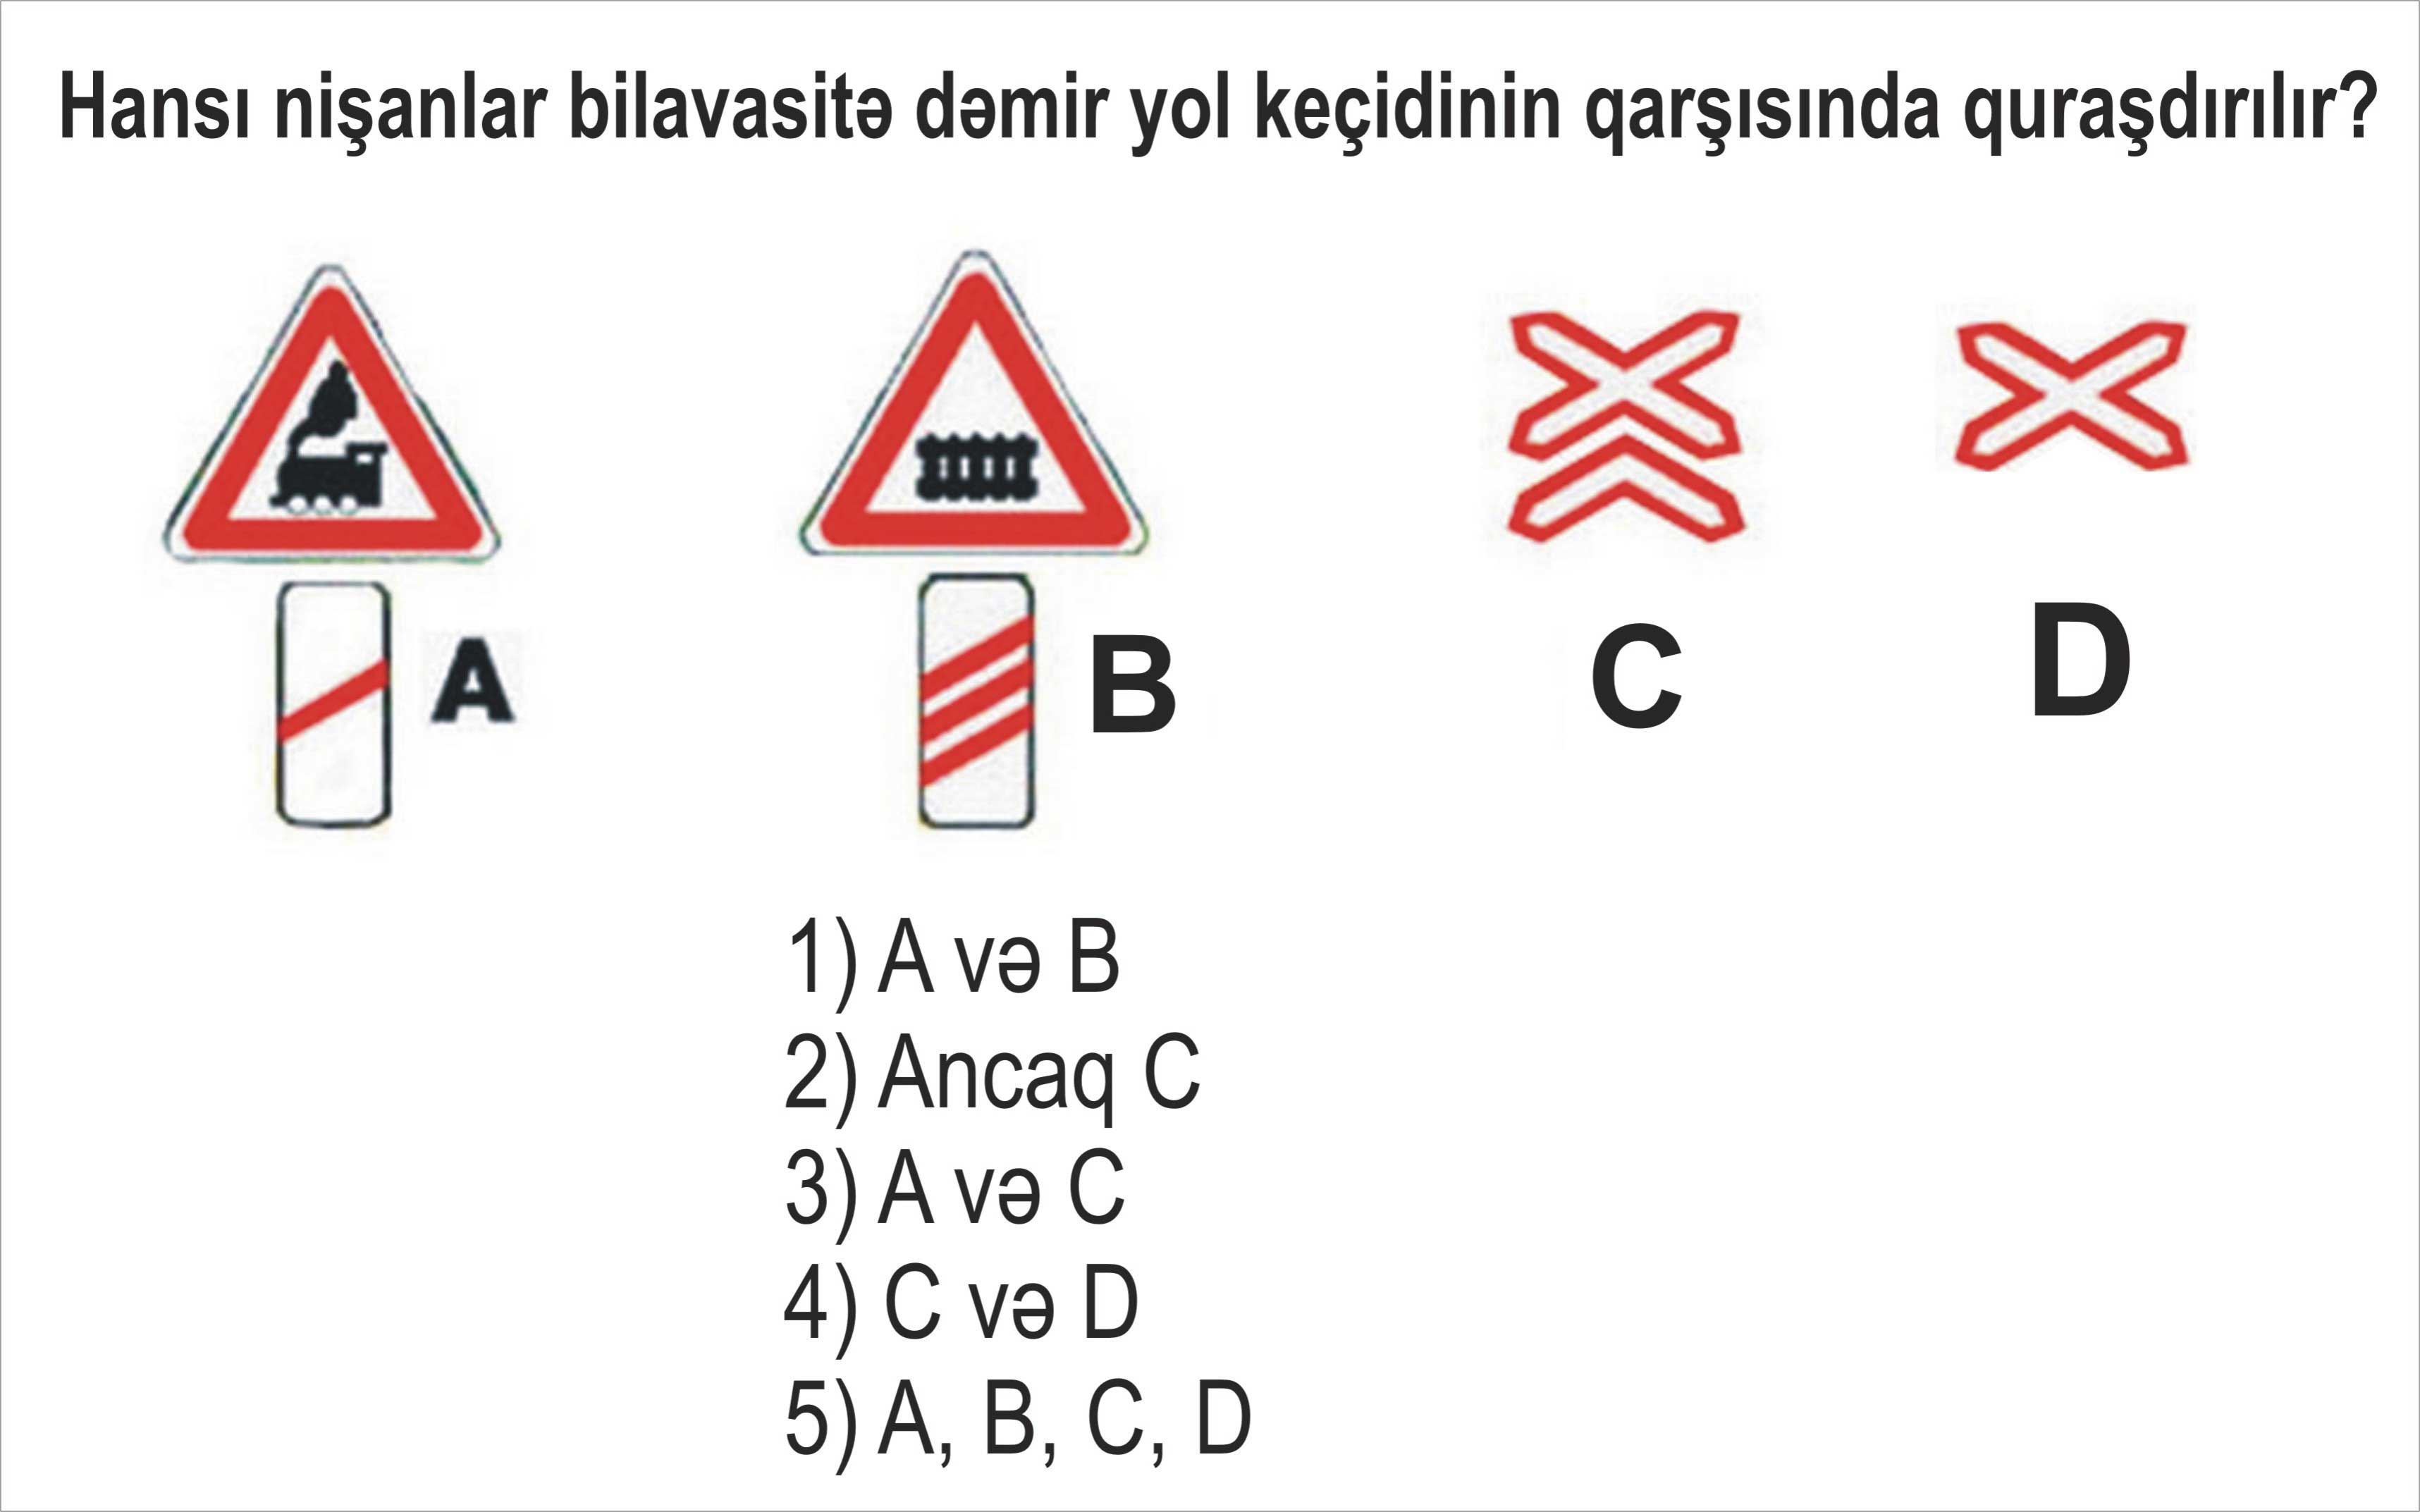 Hansı nişanlar bilavasitə dəmir yol keçidinin qarşısında quraşdırılır?
A
B
C
D
1) A və B
2) Ancaq C
3) A və C
4) C və D
5) A, B, C, D